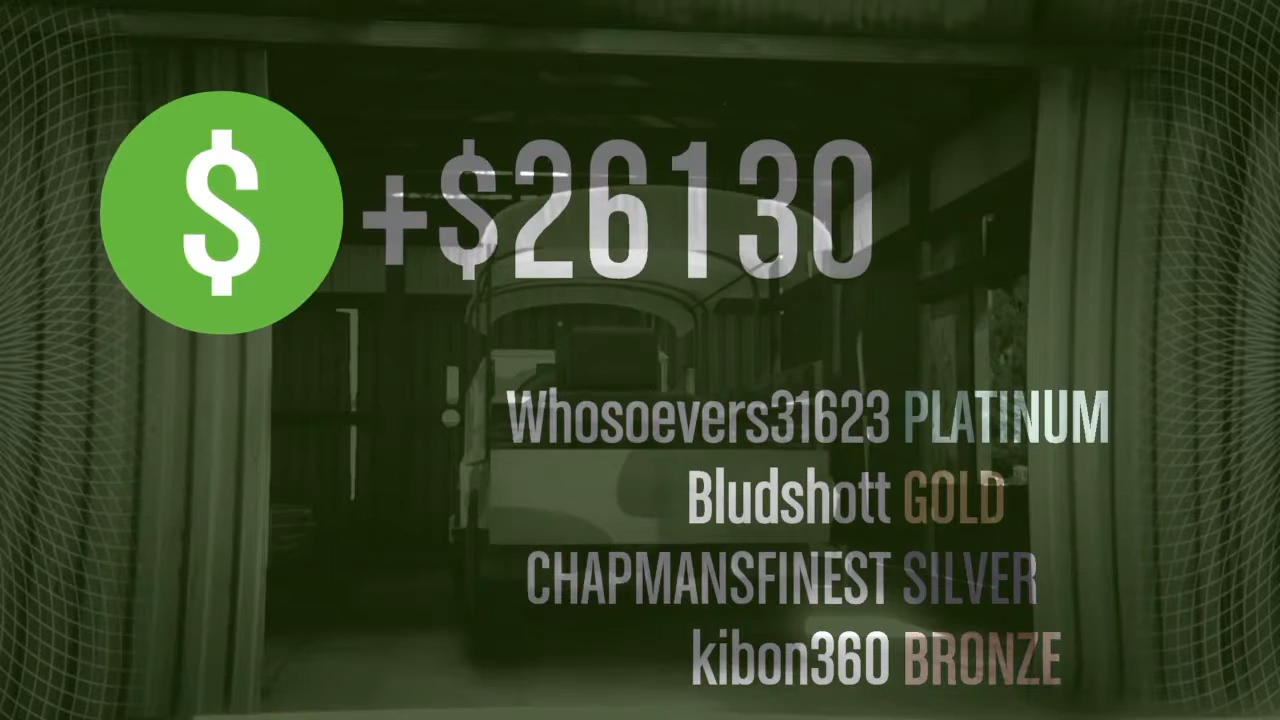 $ +$26130
Whosoevers31623 PLATINUM
Bludshott GOLD
CHAPMANSFINEST SILVER
kibon360 BRONZE